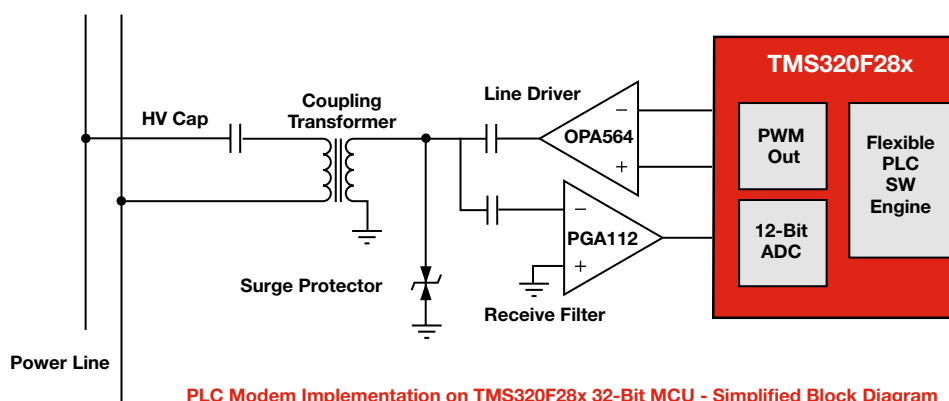 TMS320F28x
Coupling
Transformer
HV Cap
Line Driver
−
OPA564
+
PWM
Out
Flexible
PLC
SW
Engine
−
PGA112
+
12-Bit
ADC
Surge Protector
Receive Filter
Power Line
PLC Modem Implementation on TMS320F28x 32-Bit MCU - Simplified Block Diagram